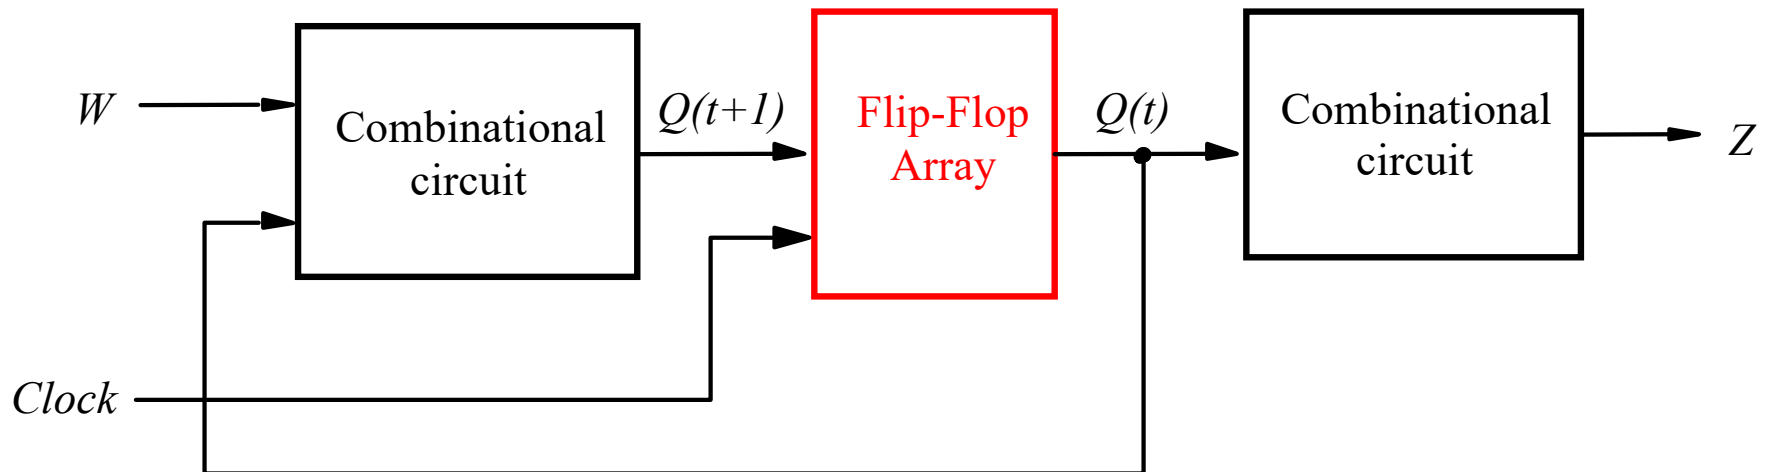 W
Combinational
circuit
Q(t+1)
Flip-Flop
Array
Q(t)
Combinational
circuit
Z
Clock